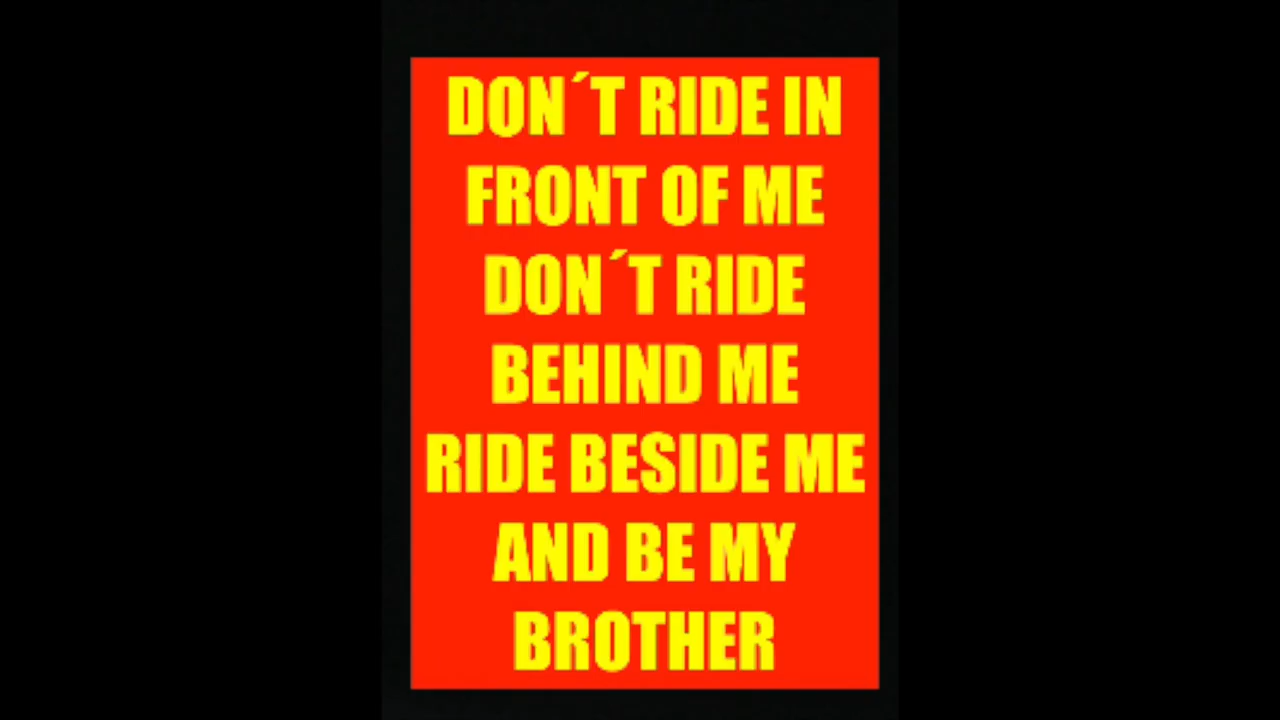 DON´T RIDE IN
FRONT OF ME
DON´T RIDE
BEHIND ME
RIDE BESIDE ME
AND BE MY
BROTHER